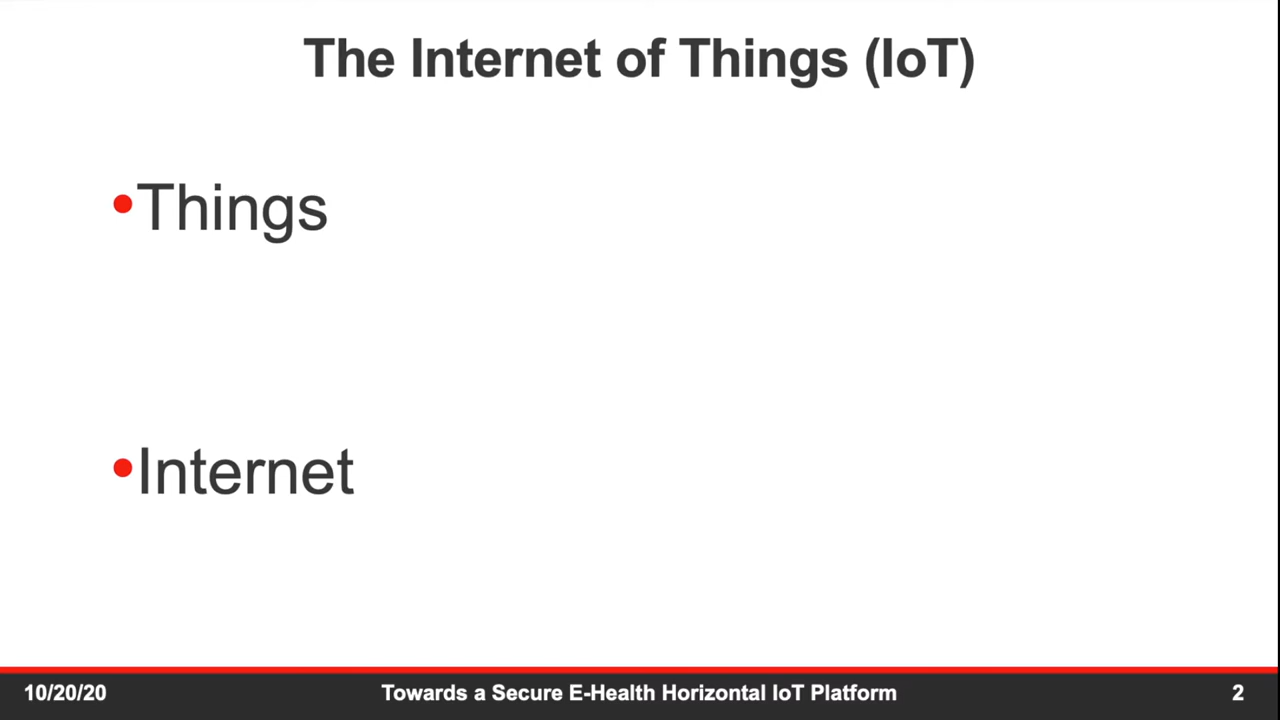 The Internet of Things (IoT)
•Things
•Internet
10/20/20 Towards a Secure E-Health Horizontal IoT Platform 2